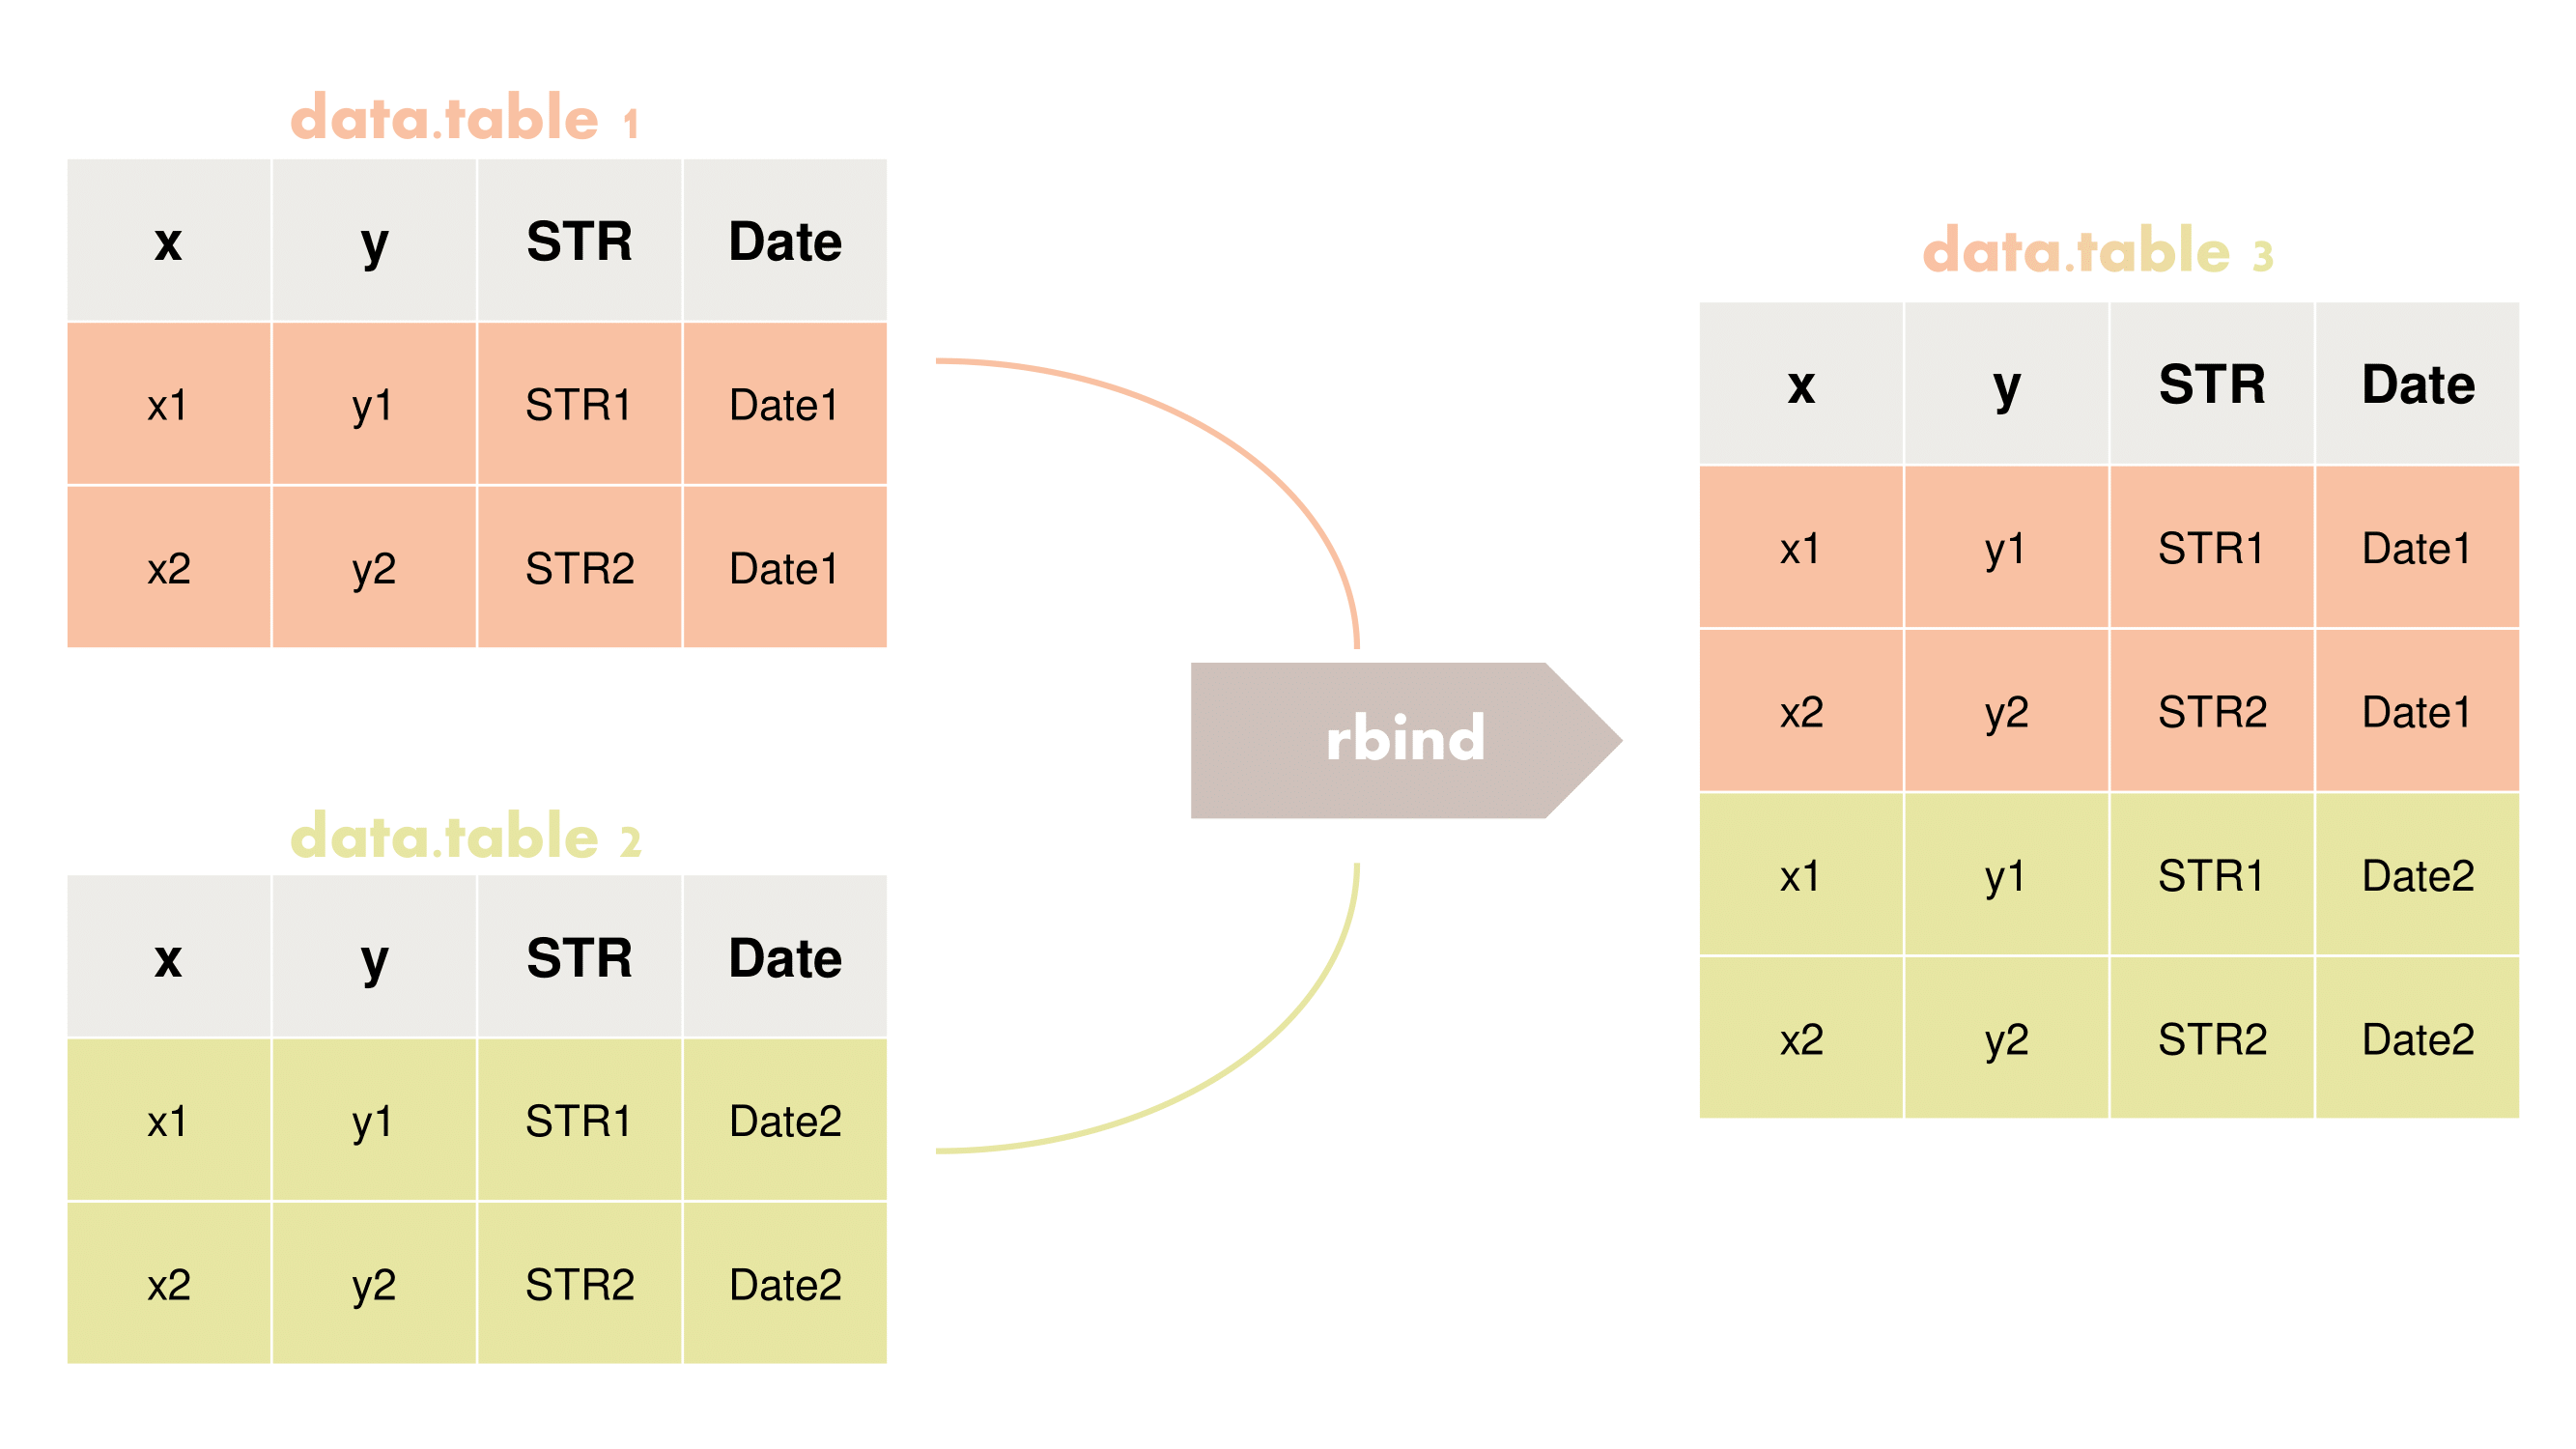 data.table 1
x y STR Date
x1 y1 STR1 Date1
x2 y2 STR2 Date1
data.table 2
x y STR Date
x1 y1 STR1 Date2
x2 y2 STR2 Date2
rbind
data.table 3
x y STR Date
x1 y1 STR1 Date1
x2 y2 STR2 Date1
x1 y1 STR1 Date2
x2 y2 STR2 Date2